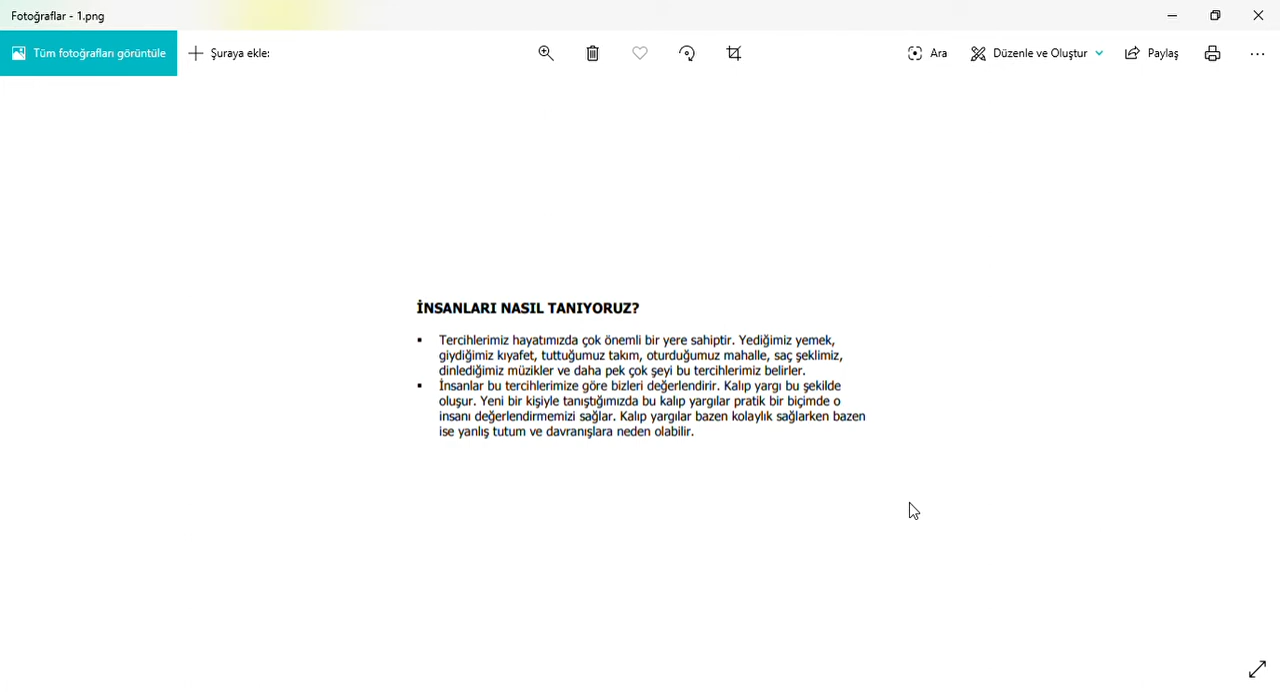 Fotoğraflar - 1.png
Tüm fotoğrafları görüntüle
Şuraya ekle:
Ara
Düzenle ve Oluştur
Paylaş
İNSANLARI NASIL TANIYORUZ?
▪ Tercihlerimiz hayatımızda çok önemli bir yere sahiptir. Yediğimiz yemek,
giydiğimiz kıyafet, tuttuğumuz takım, oturduğumuz mahalle, saç şeklimiz,
dinlediğimiz müzikler ve daha pek çok şeyi bu tercihlerimiz belirler.
▪ İnsanlar bu tercihlerimize göre bizleri değerlendirir. Kalıp yargı bu şekilde
oluşur. Yeni bir kişiyle tanıştığımızda bu kalıp yargılar pratik bir biçimde o
insanı değerlendirmemizi sağlar. Kalıp yargılar bazen kolaylık sağlarken bazen
ise yanlış tutum ve davranışlara neden olabilir.